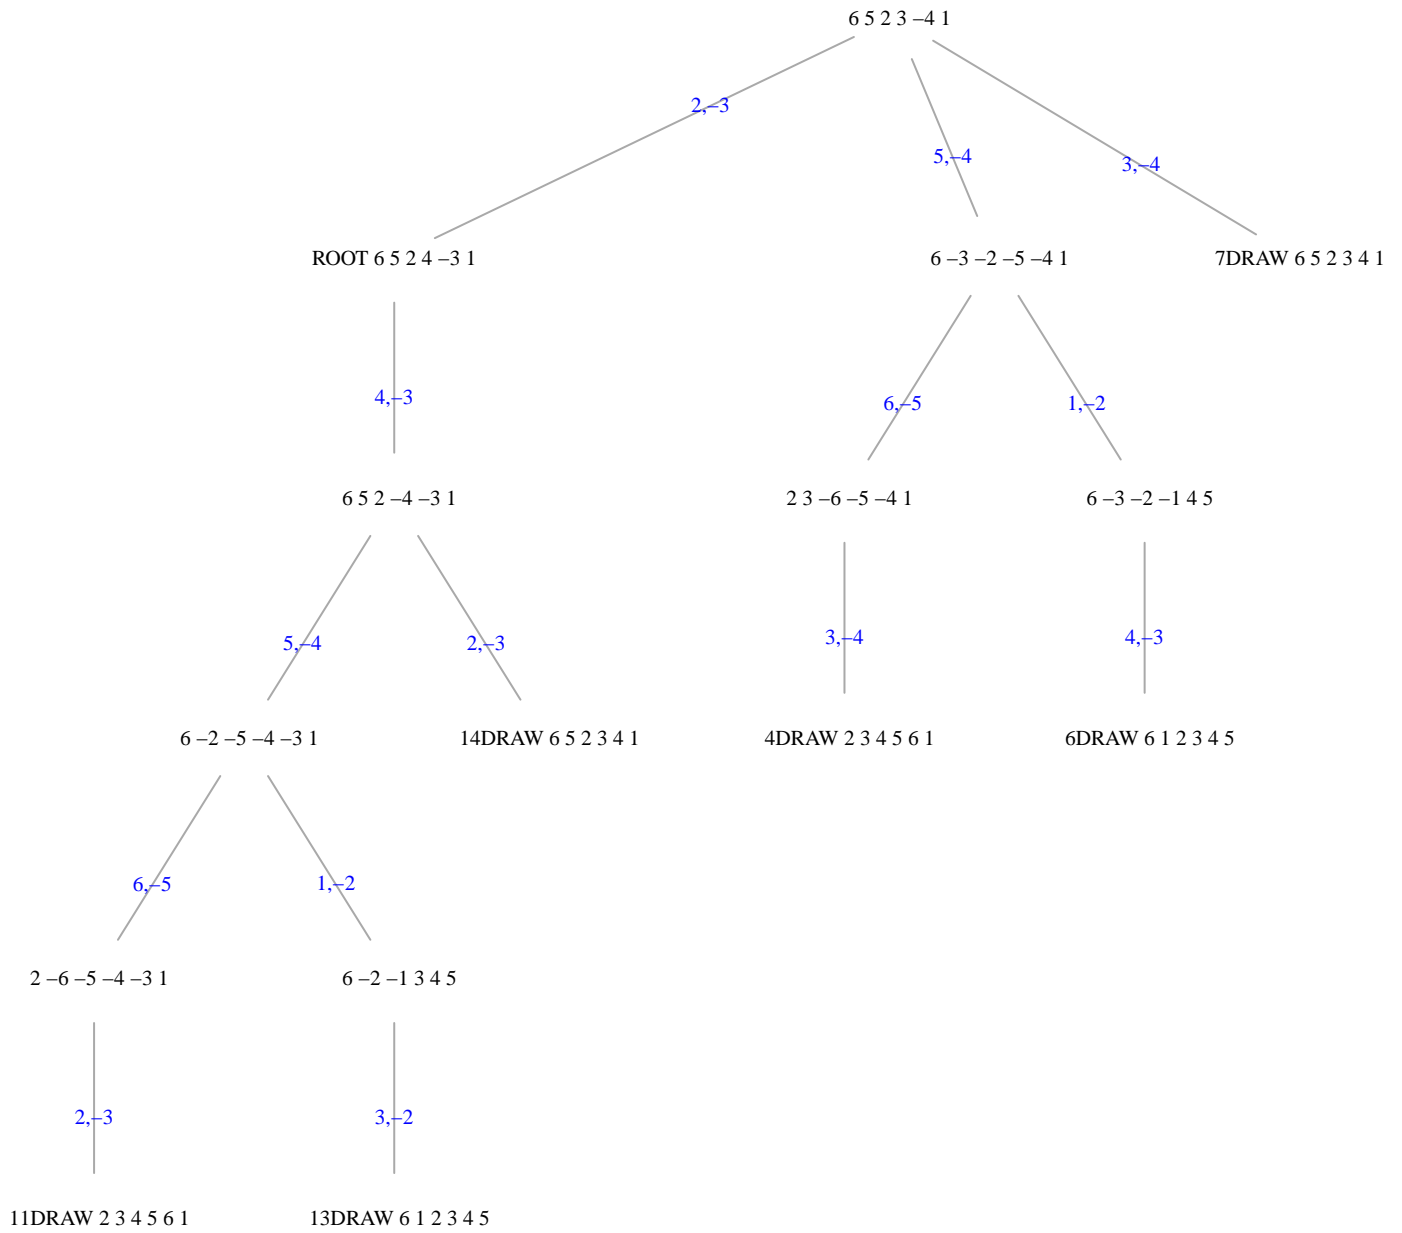 6 5 2 3 –4 1
2,–3
5,–4
3,–4
ROOT 6 5 2 4 –3 1
6 –3 –2 –5 –4 1
7DRAW 6 5 2 3 4 1
4,–3
6,–5
1,–2
6 5 2 –4 –3 1
2 3 –6 –5 –4 1
6 –3 –2 –1 4 5
5,–4
2,–3
3,–4
4,–3
6 –2 –5 –4 –3 1
14DRAW 6 5 2 3 4 1
4DRAW 2 3 4 5 6 1
6DRAW 6 1 2 3 4 5
6,–5
1,–2
2 –6 –5 –4 –3 1
6 –2 –1 3 4 5
2,–3
3,–2
11DRAW 2 3 4 5 6 1
13DRAW 6 1 2 3 4 5